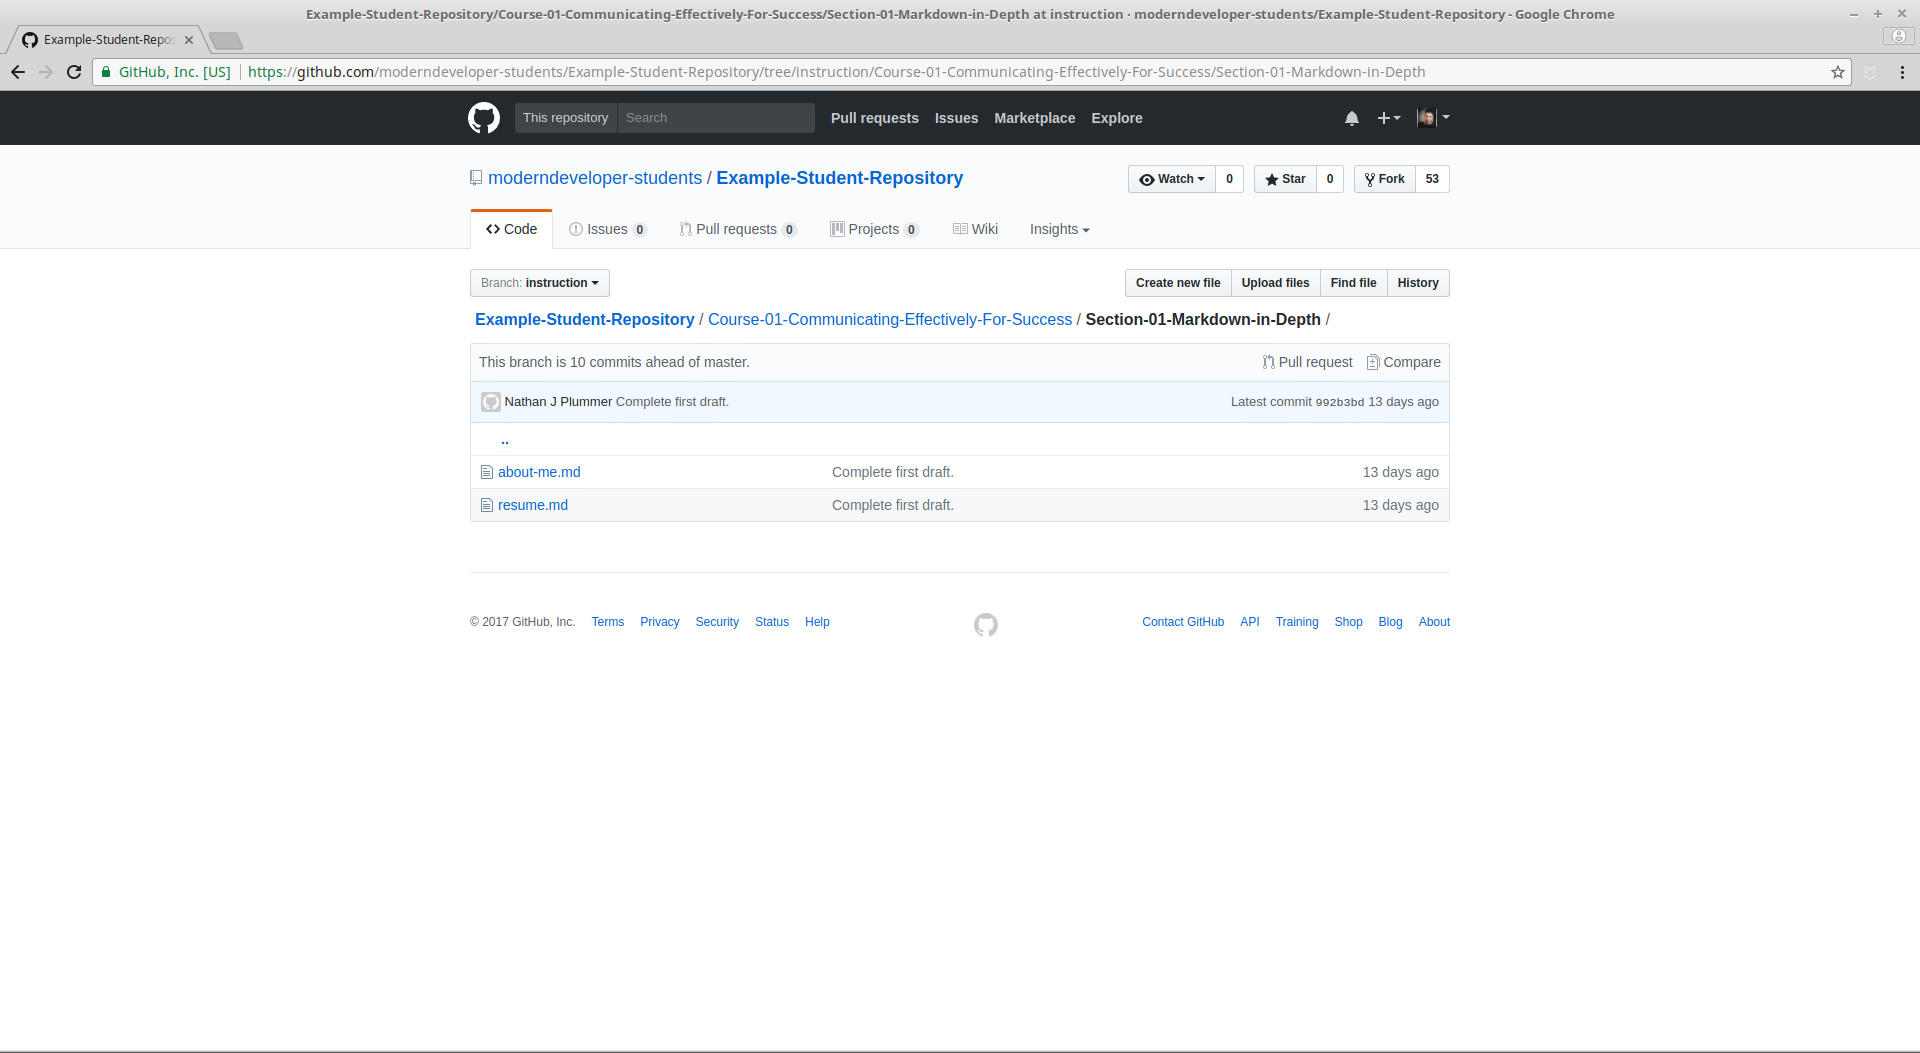 Example-Student-Repository/Course-01-Communicating-Effectively-For-Success/Section-01-Markdown-in-Depth at instruction · moderndeveloper-students/Example-Student-Repository - Google Chrome
Example-Student-Repos
GitHub, Inc. [US] https://github.com/moderndeveloper-students/Example-Student-Repository/tree/instruction/Course-01-Communicating-Effectively-For-Success/Section-01-Markdown-in-Depth
This repository Search Pull requests Issues Marketplace Explore
moderndeveloper-students / Example-Student-Repository Watch 0 Star 0 Fork 53
Code Issues 0 Pull requests 0 Projects 0 Wiki Insights
Branch: instruction Create new file Upload files Find file History
Example-Student-Repository / Course-01-Communicating-Effectively-For-Success / Section-01-Markdown-in-Depth /
This branch is 10 commits ahead of master. Pull request Compare
Nathan J Plummer Complete first draft. Latest commit 992b3bd 13 days ago
..
about-me.md Complete first draft. 13 days ago
resume.md Complete first draft. 13 days ago
© 2017 GitHub, Inc. Terms Privacy Security Status Help Contact GitHub API Training Shop Blog About